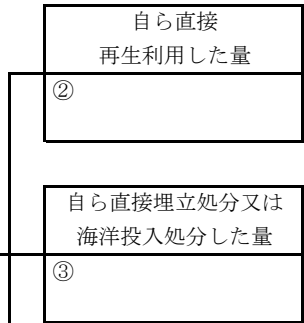 自ら直接
再生利用した量
②
自ら直接埋立処分又は
海洋投入処分した量
③